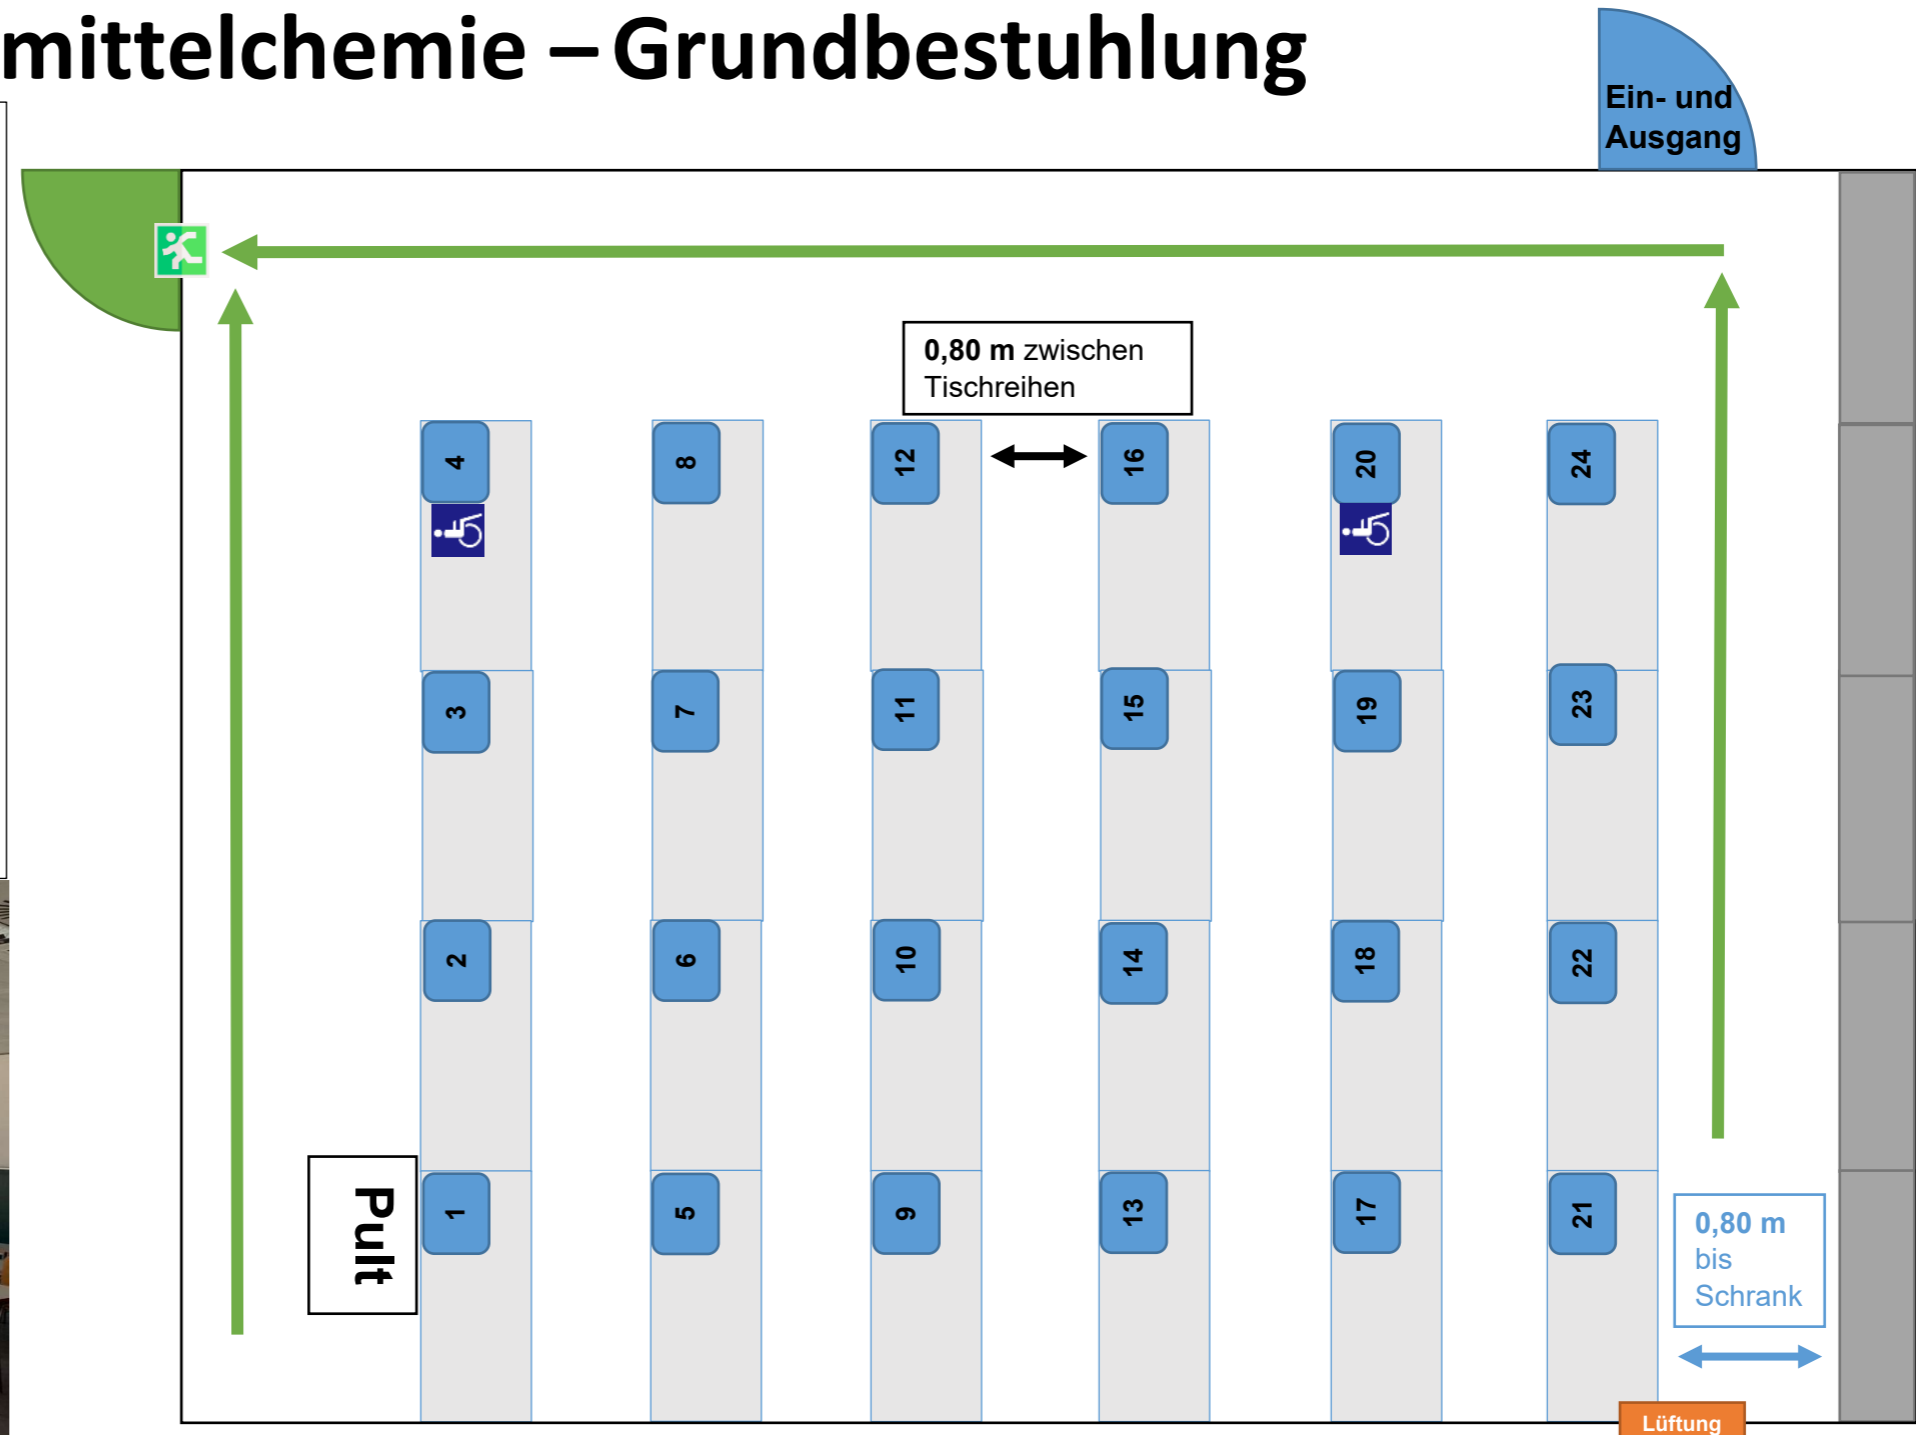 mittelchemie – Grundbestuhlung
Ein- und
Ausgang
0,80 m zwischen
Tischreihen
4
8
12
16
20
24
3
7
11
15
19
23
2
6
10
14
18
22
Pult
1
5
9
13
17
21
0,80 m
bis
Schrank
Lüftung